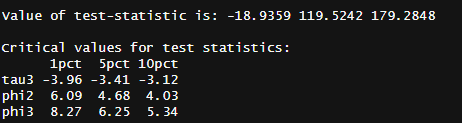 Value of test-statistic is: -18.9359 119.5242 179.2848
Critical values for test statistics:
1pct 5pct 10pct
tau3 -3.96 -3.41 -3.12
phi2 6.09 4.68 4.03
phi3 8.27 6.25 5.34